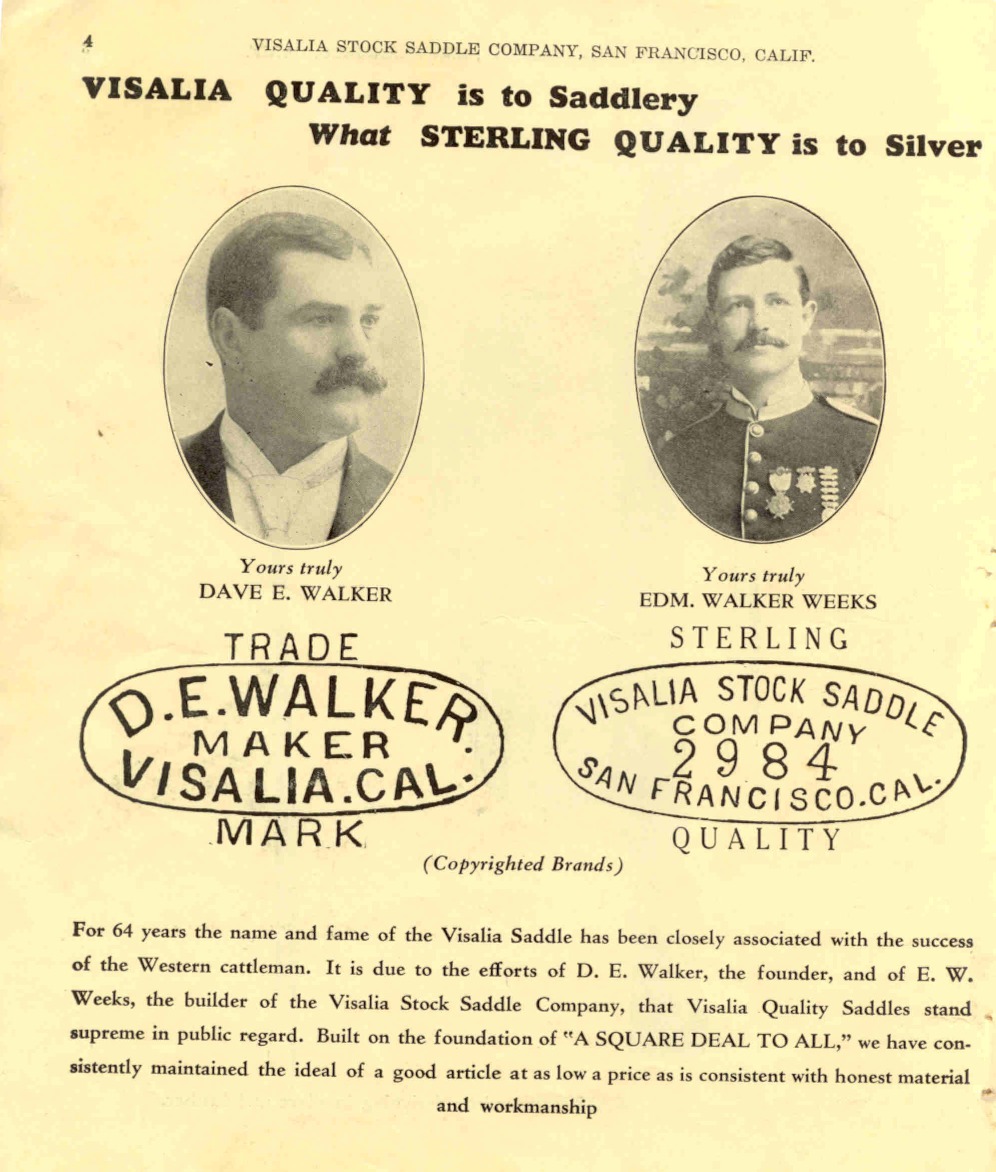 4
VISALIA STOCK SADDLE COMPANY, SAN FRANCISCO, CALIF.
VISALIA QUALITY is to Saddlery
What STERLING QUALITY is to Silver
Yours truly
DAVE E. WALKER
Yours truly
EDM. WALKER WEEKS
TRADE
D.E. WALKER.
MAKER
VISALIA. CAL.
MARK
STERLING
VISALIA STOCK SADDLE
COMPANY
2984
SAN FRANCISCO. CAL.
QUALITY
(Copyrighted Brands)
For 64 years the name and fame of the Visalia Saddle has been closely associated with the success
of the Western cattleman. It is due to the efforts of D. E. Walker, the founder, and of E. W.
Weeks, the builder of the Visalia Stock Saddle Company, that Visalia Quality Saddles stand
supreme in public regard. Built on the foundation of "A SQUARE DEAL TO ALL," we have con-
sistently maintained the ideal of a good article at as low a price as is consistent with honest material
and workmanship